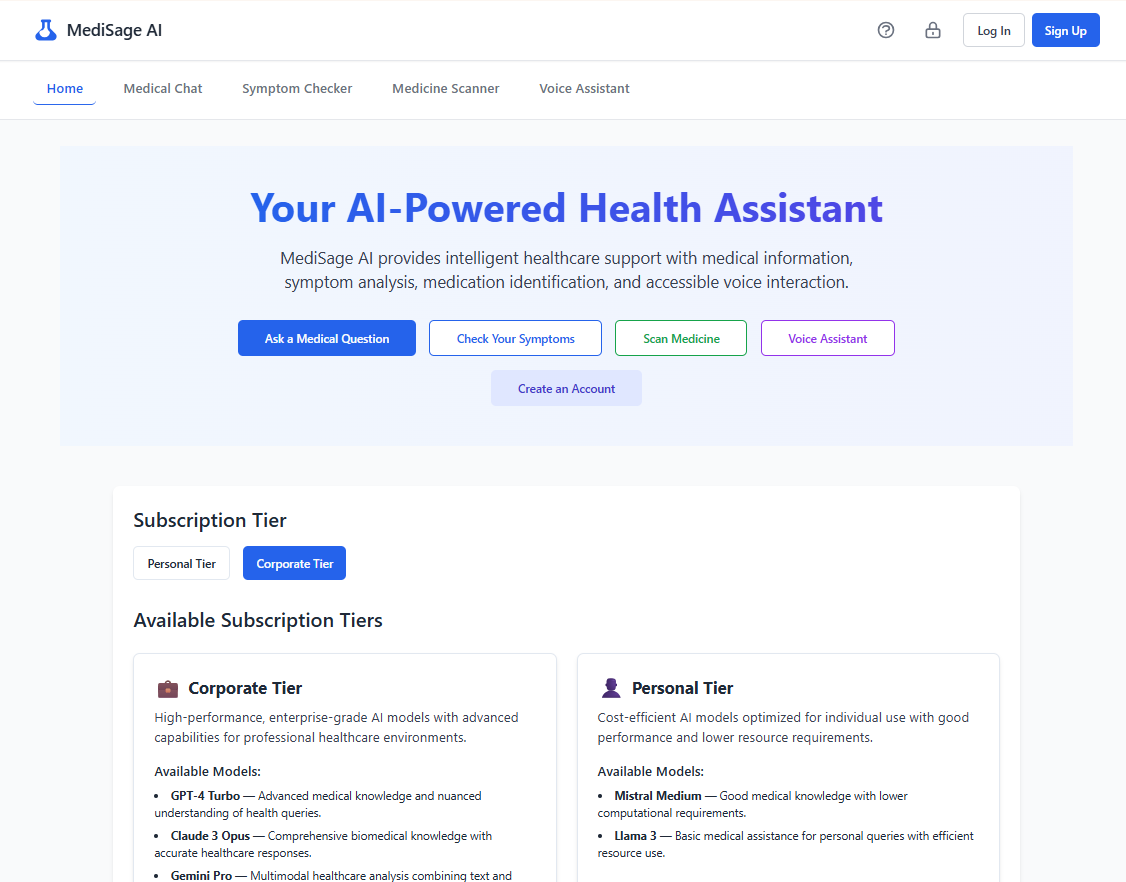 MediSage AI
Log In
Sign Up
Home
Medical Chat
Symptom Checker
Medicine Scanner
Voice Assistant
Your AI-Powered Health Assistant
MediSage AI provides intelligent healthcare support with medical information,
symptom analysis, medication identification, and accessible voice interaction.
Ask a Medical Question
Check Your Symptoms
Scan Medicine
Voice Assistant
Create an Account
Subscription Tier
Personal Tier
Corporate Tier
Available Subscription Tiers
Corporate Tier
High-performance, enterprise-grade AI models with advanced
capabilities for professional healthcare environments.
Available Models:
• GPT-4 Turbo — Advanced medical knowledge and nuanced
understanding of health queries.
• Claude 3 Opus — Comprehensive biomedical knowledge with
accurate healthcare responses.
• Gemini Pro — Multimodal healthcare analysis combining text and
Personal Tier
Cost-efficient AI models optimized for individual use with good
performance and lower resource requirements.
Available Models:
• Mistral Medium — Good medical knowledge with lower
computational requirements.
• Llama 3 — Basic medical assistance for personal queries with efficient
resource use.